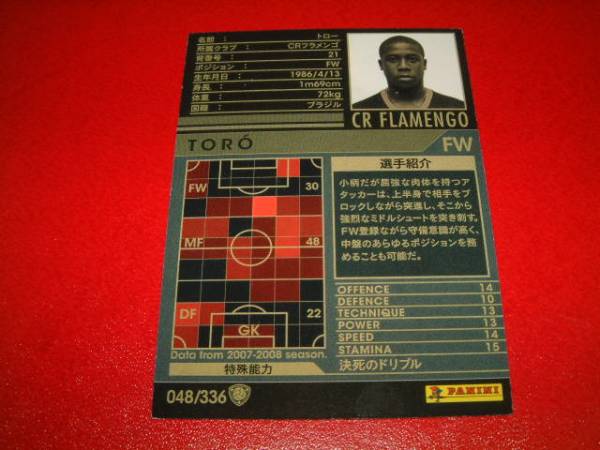 名前 : トロー
所属クラブ : CRフラメンゴ
背番号 : 21
ポジション : FW
生年月日 : 1986/4/13
身長 : 1m69cm
体重 : 72kg
国籍 : ブラジル
CR FLAMENGO
TORÓ FW
FW 30
MF 48
DF 22
GK
Data from 2007-2008 season.
選手紹介
小柄だが屈強な肉体を持つア
タッカーは、上半身で相手をブ
ロックしながら突進し、そこから
強烈なミドルシュートを突き刺す。
FW登録ながら守備意識が高く、
中盤のあらゆるポジションを務
めることも可能だ。
OFFENCE 14
DEFENCE 10
TECHNIQUE 13
POWER 13
SPEED 14
STAMINA 15
特殊能力 決死のドリブル
048/336
PANINI